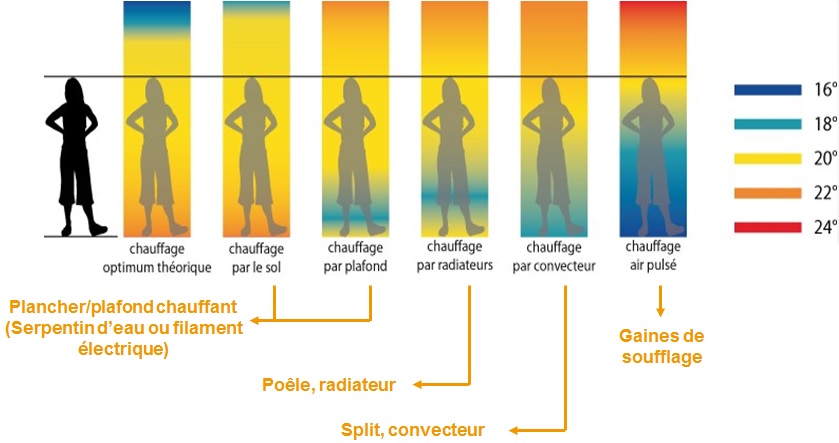 16°
18°
20°
22°
24°
chauffage
optimum théorique
chauffage
par le sol
chauffage
par plafond
chauffage
par radiateurs
chauffage
par convecteur
chauffage
air pulsé
Plancher/plafond chauffant
(Serpentin d'eau ou filament
électrique)
Gaines de
soufflage
Poêle, radiateur
Split, convecteur